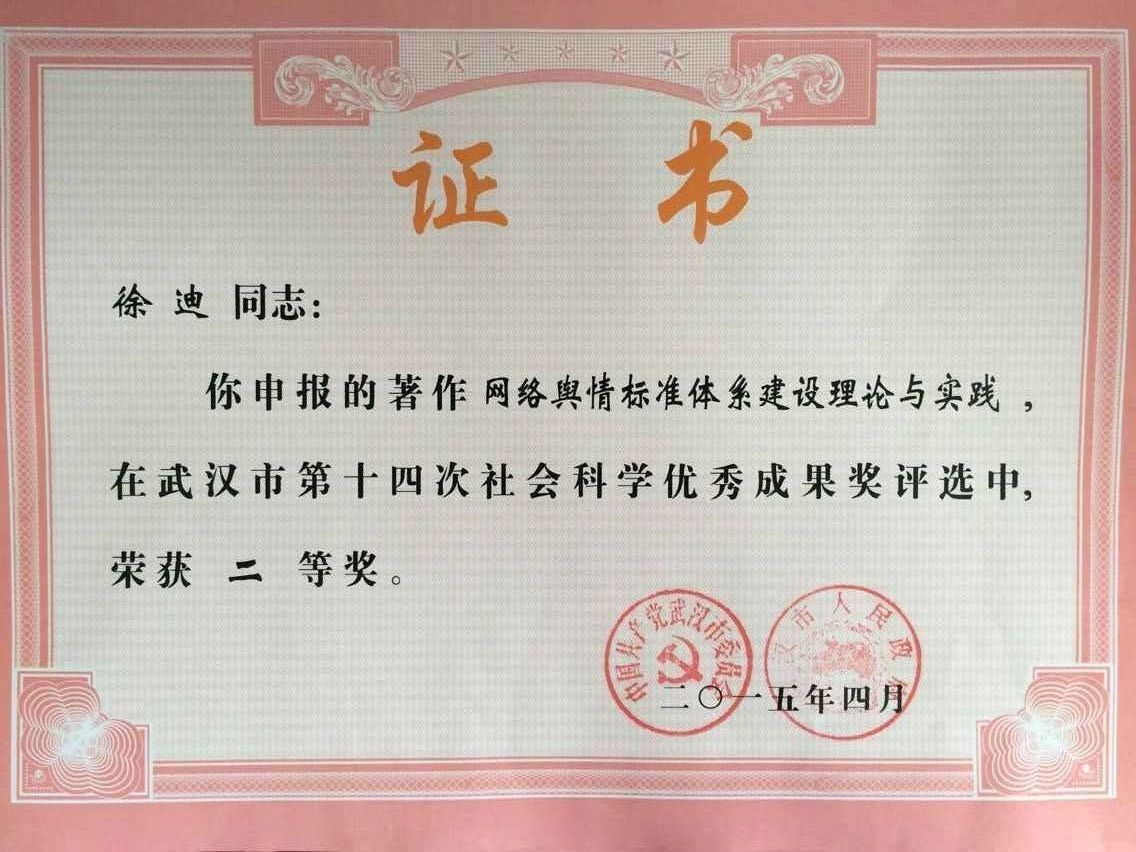 证 书
徐 迪 同志:
你申报的著作 网络舆情标准体系建设理论与实践 ,
在武汉市第十四次社会科学优秀成果奖评选中,
荣获 二 等奖。
中国共产党武汉市委员会
汉市人民政府
二〇一五年四月